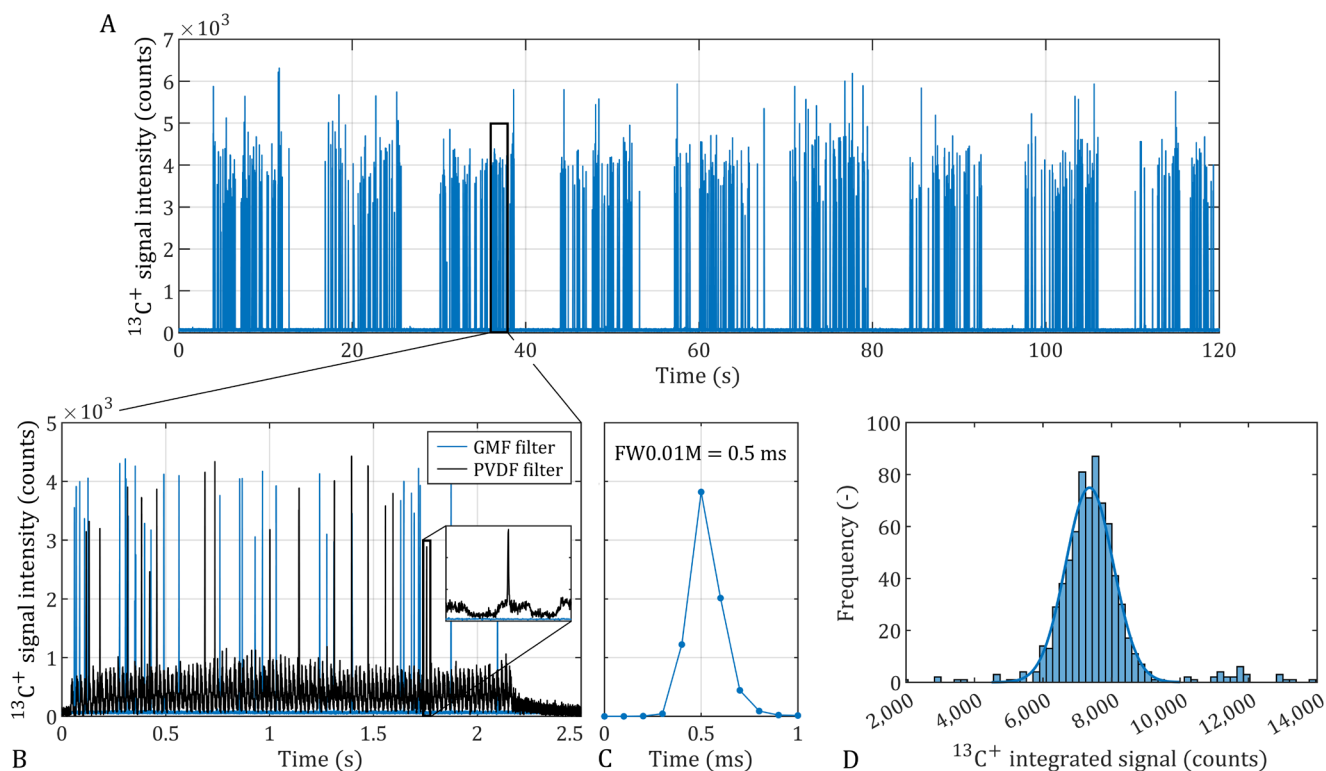 A
×10³
7
6
5
4
3
2
1
0
¹³C⁺ signal intensity (counts)
0 20 40 60 80 100 120
Time (s)
×10³
5
4
3
2
1
0
¹³C⁺ signal intensity (counts)
GMF filter
PVDF filter
0 0.5 1 1.5 2 2.5
Time (s)
B
FW0.01M = 0.5 ms
0 0.5 1
Time (ms)
C
100
80
60
40
20
0
Frequency (-)
2,000 4,000 6,000 8,000 10,000 12,000 14,000
¹³C⁺ integrated signal (counts)
D